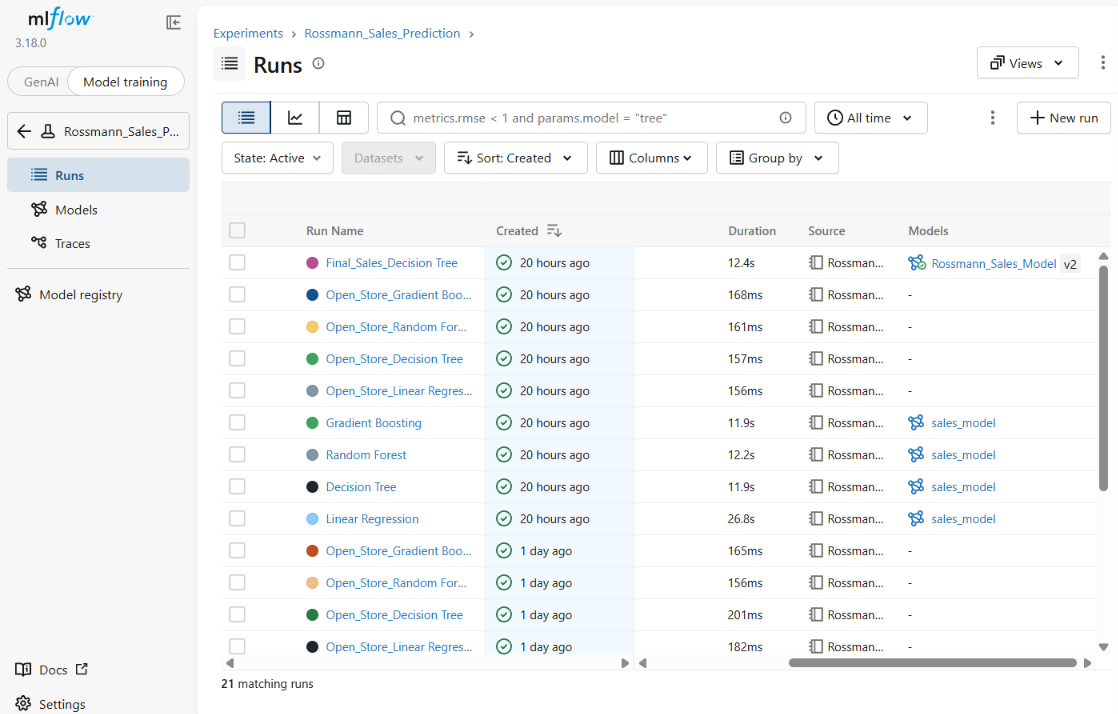 mlflow
3.18.0
GenAI Model training
Rossmann_Sales_P...
Runs
Models
Traces
Model registry
Docs
Settings
Experiments › Rossmann_Sales_Prediction ›
Runs
Views
metrics.rmse < 1 and params.model = "tree"
All time
New run
State: Active
Datasets
Sort: Created
Columns
Group by
Run Name Created Duration Source Models
Final_Sales_Decision Tree 20 hours ago 12.4s Rossman... Rossmann_Sales_Model v2
Open_Store_Gradient Boo... 20 hours ago 168ms Rossman... -
Open_Store_Random For... 20 hours ago 161ms Rossman... -
Open_Store_Decision Tree 20 hours ago 157ms Rossman... -
Open_Store_Linear Regres... 20 hours ago 156ms Rossman... -
Gradient Boosting 20 hours ago 11.9s Rossman... sales_model
Random Forest 20 hours ago 12.2s Rossman... sales_model
Decision Tree 20 hours ago 11.9s Rossman... sales_model
Linear Regression 20 hours ago 26.8s Rossman... sales_model
Open_Store_Gradient Boo... 1 day ago 165ms Rossman... -
Open_Store_Random For... 1 day ago 156ms Rossman... -
Open_Store_Decision Tree 1 day ago 201ms Rossman... -
Open_Store_Linear Regres... 1 day ago 182ms Rossman... -
21 matching runs